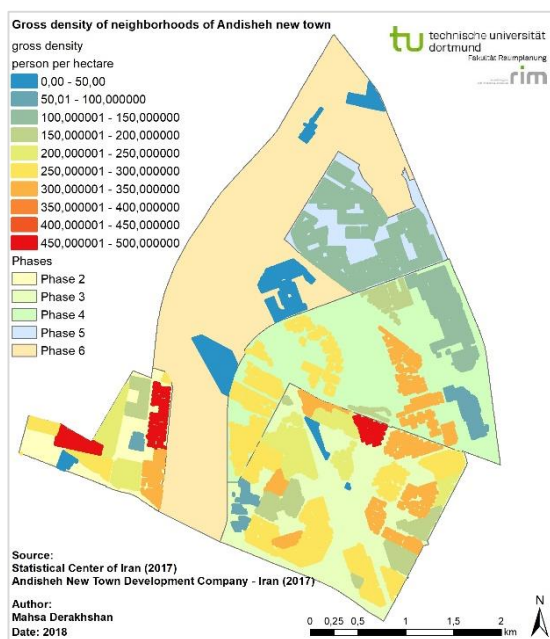 Gross density of neighborhoods of Andisheh new town
tu technische universität
dortmund
Fakultät Raumplanung
rim
gross density
person per hectare
0,00 - 50,00
50,01 - 100,000000
100,000001 - 150,000000
150,000001 - 200,000000
200,000001 - 250,000000
250,000001 - 300,000000
300,000001 - 350,000000
350,000001 - 400,000000
400,000001 - 450,000000
450,000001 - 500,000000
Phases
Phase 2
Phase 3
Phase 4
Phase 5
Phase 6
Source:
Statistical Center of Iran (2017)
Andisheh New Town Development Company - Iran (2017)
Author:
Mahsa Derakhshan
Date: 2018
0 0,25 0,5 1 1,5 2
km
N